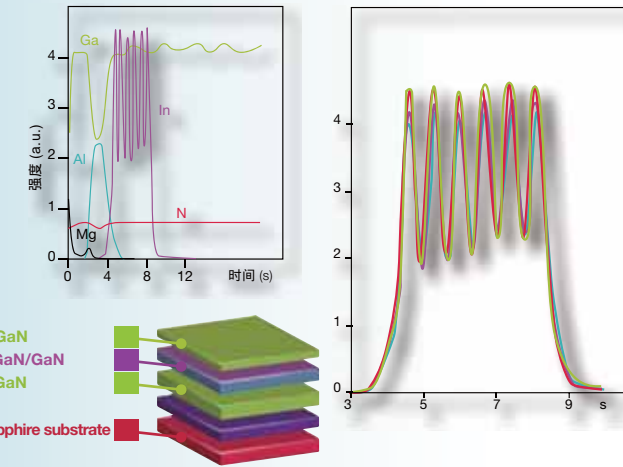 Ga
4
3
In
2
Al
强度 (a.u.)
N
1
Mg
0
0 4 8 12 时间 (s)
GaN
GaN/GaN
GaN
pphire substrate
4
3
2
1
0
3 5 7 9 s